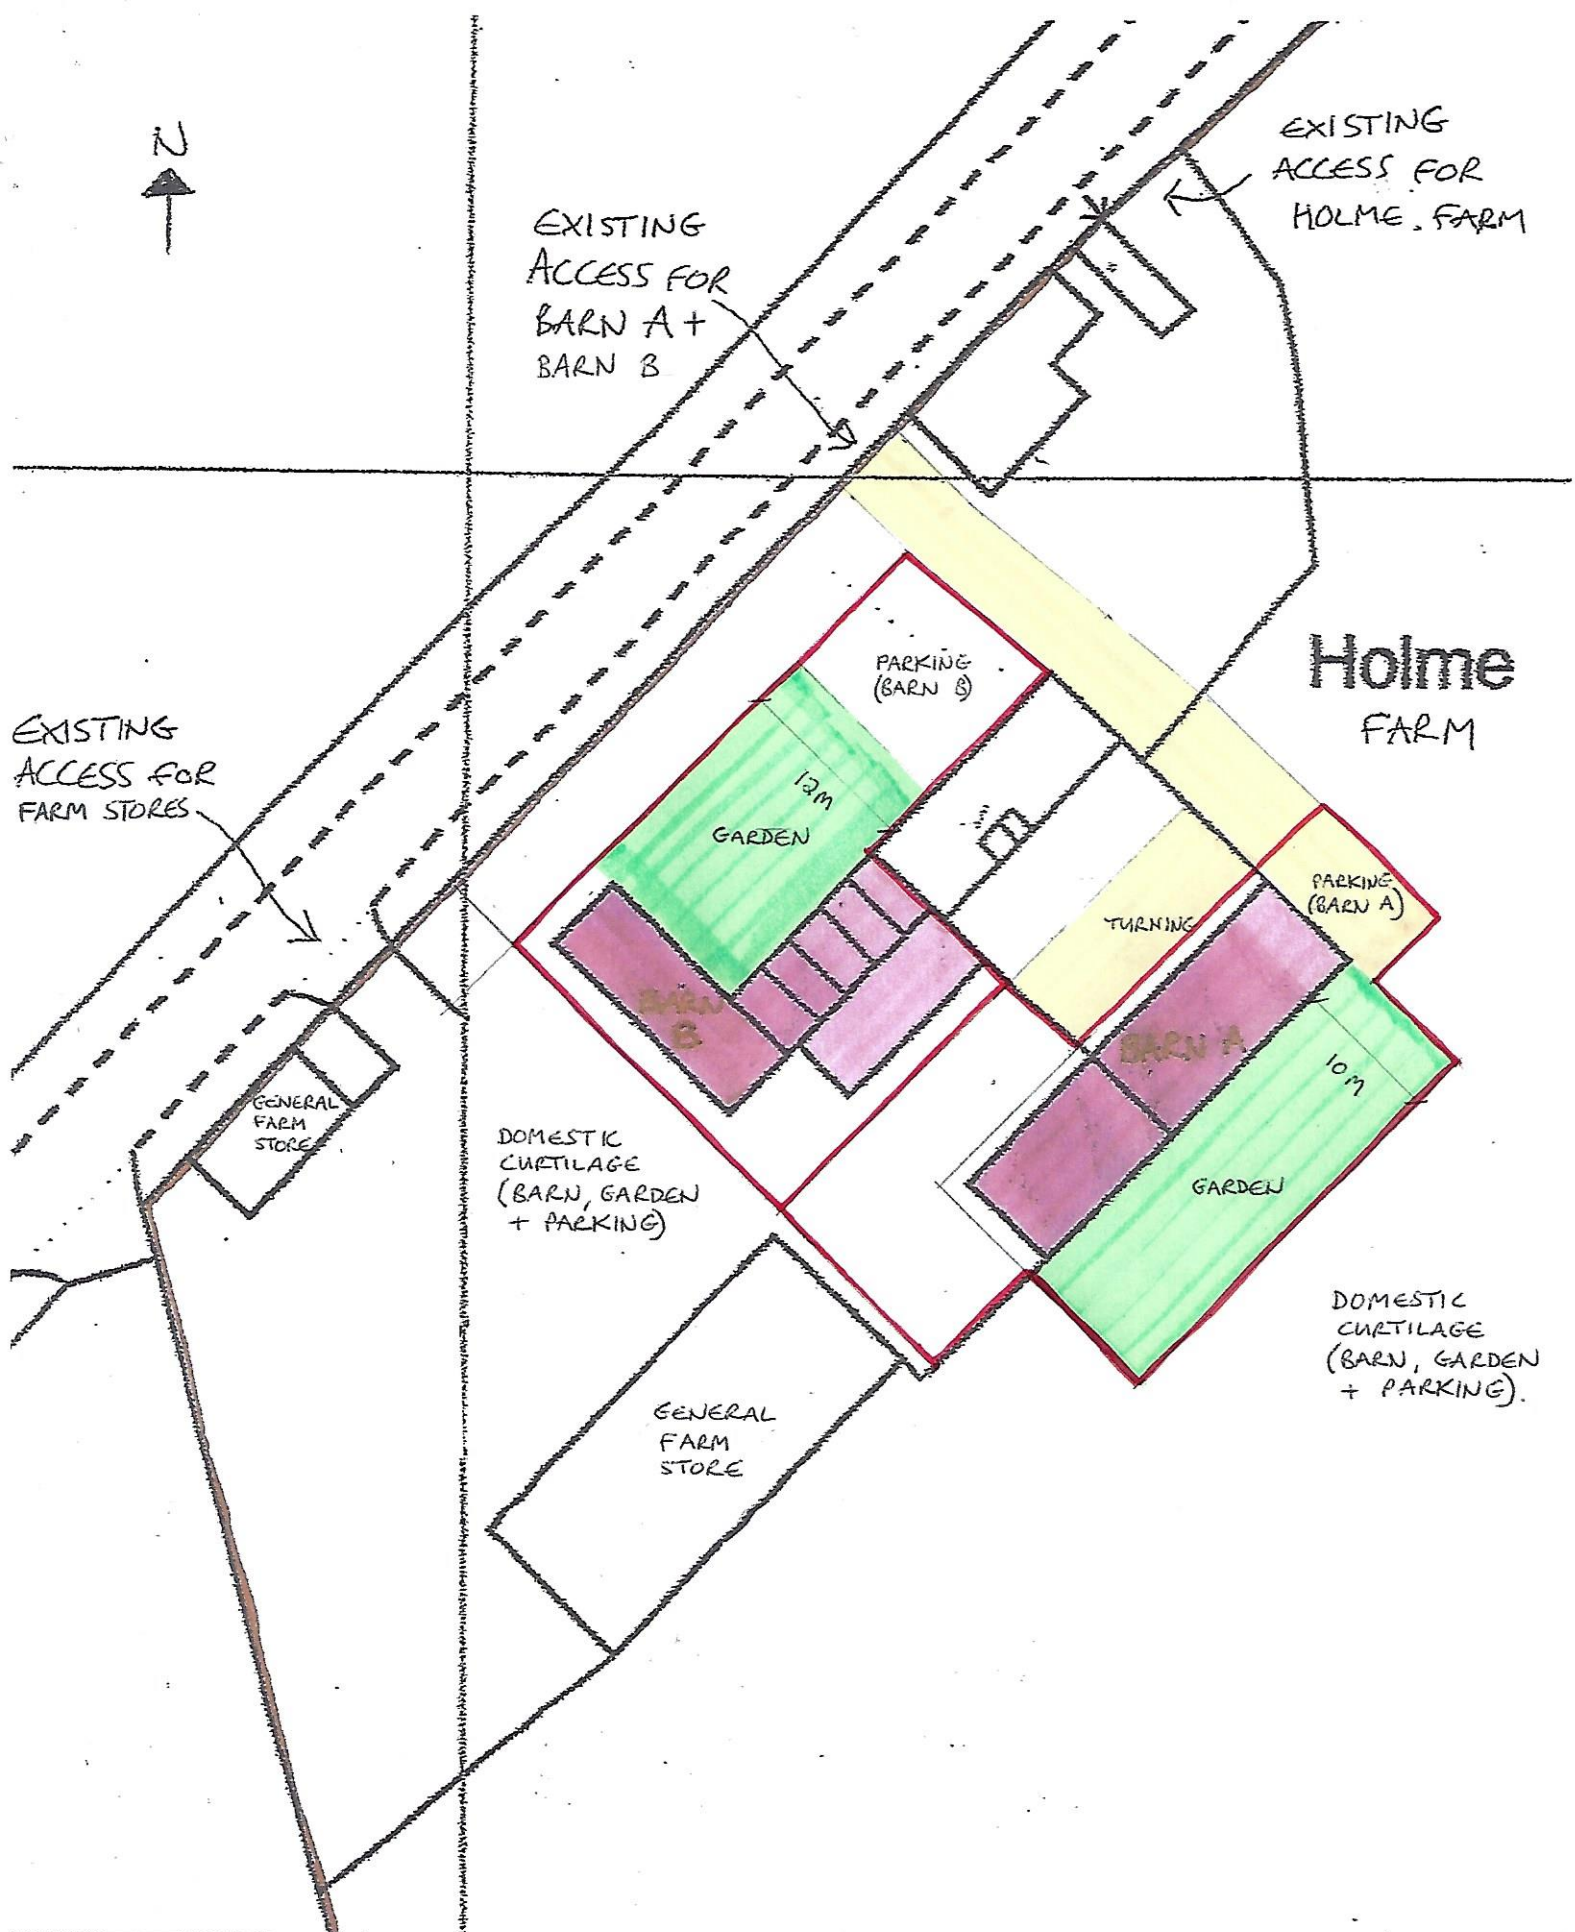 N
EXISTING
ACCESS FOR
HOLME. FARM
EXISTING
ACCESS FOR
BARN A +
BARN B
Holme
FARM
PARKING
(BARN B)
EXISTING
ACCESS FOR
FARM STORES
12M
GARDEN
PARKING
(BARN A)
TURNING
BARN
B
BARN A
10M
GENERAL
FARM
STORE
DOMESTIC
CURTILAGE
(BARN, GARDEN
+ PARKING)
GARDEN
DOMESTIC
CURTILAGE
(BARN, GARDEN
+ PARKING).
GENERAL
FARM
STORE